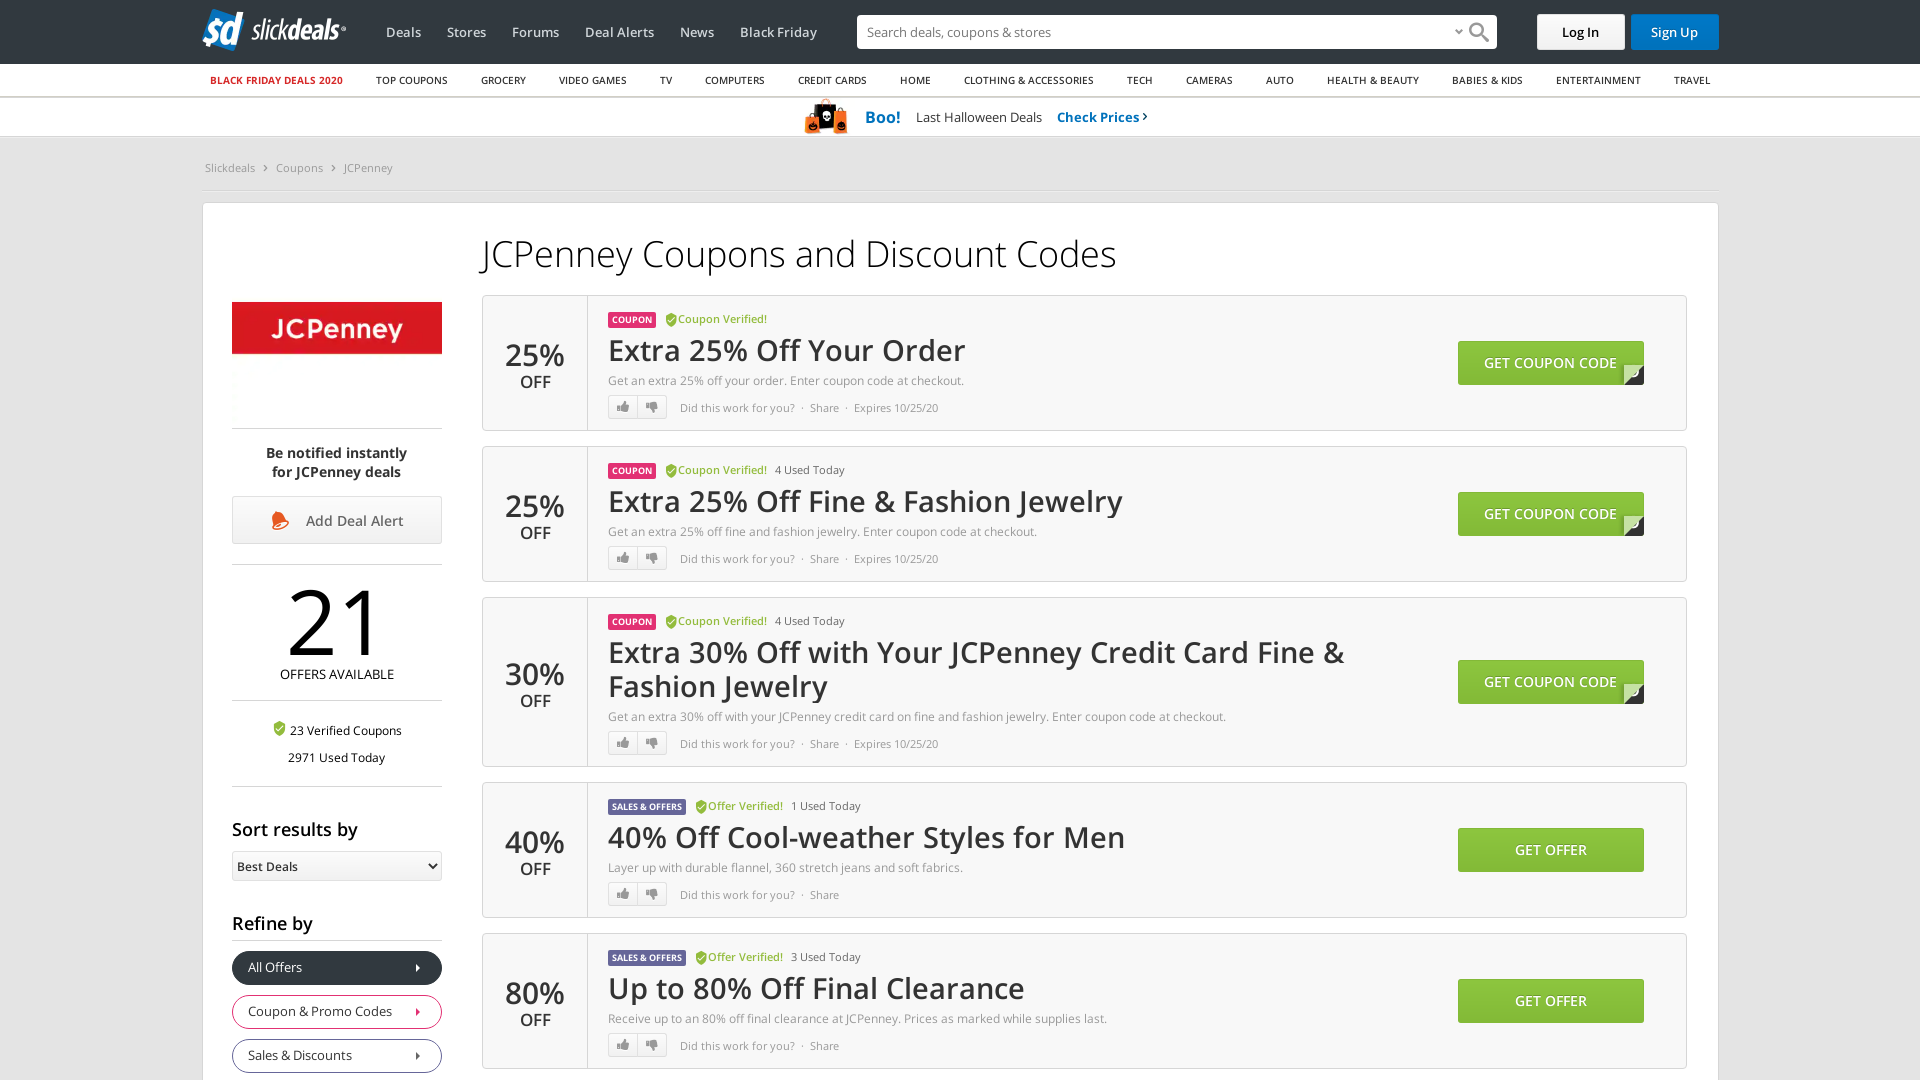 slickdeals
Deals
Stores
Forums
Deal Alerts
News
Black Friday
Search deals, coupons & stores
Log In
Sign Up
BLACK FRIDAY DEALS 2020
TOP COUPONS
GROCERY
VIDEO GAMES
TV
COMPUTERS
CREDIT CARDS
HOME
CLOTHING & ACCESSORIES
TECH
CAMERAS
AUTO
HEALTH & BEAUTY
BABIES & KIDS
ENTERTAINMENT
TRAVEL
Boo! Last Halloween Deals Check Prices
Slickdeals > Coupons > JCPenney
JCPenney Coupons and Discount Codes
JCPenney
Be notified instantly
for JCPenney deals
Add Deal Alert
21
OFFERS AVAILABLE
23 Verified Coupons
2971 Used Today
Sort results by
Best Deals
Refine by
All Offers
Coupon & Promo Codes
Sales & Discounts
25%
OFF
COUPON Coupon Verified!
Extra 25% Off Your Order
Get an extra 25% off your order. Enter coupon code at checkout.
Did this work for you? · Share · Expires 10/25/20
GET COUPON CODE
25%
OFF
COUPON Coupon Verified! 4 Used Today
Extra 25% Off Fine & Fashion Jewelry
Get an extra 25% off fine and fashion jewelry. Enter coupon code at checkout.
Did this work for you? · Share · Expires 10/25/20
GET COUPON CODE
30%
OFF
COUPON Coupon Verified! 4 Used Today
Extra 30% Off with Your JCPenney Credit Card Fine &
Fashion Jewelry
Get an extra 30% off with your JCPenney credit card on fine and fashion jewelry. Enter coupon code at checkout.
Did this work for you? · Share · Expires 10/25/20
GET COUPON CODE
40%
OFF
SALES & OFFERS Offer Verified! 1 Used Today
40% Off Cool-weather Styles for Men
Layer up with durable flannel, 360 stretch jeans and soft fabrics.
Did this work for you? · Share
GET OFFER
80%
OFF
SALES & OFFERS Offer Verified! 3 Used Today
Up to 80% Off Final Clearance
Receive up to an 80% off final clearance at JCPenney. Prices as marked while supplies last.
Did this work for you? · Share
GET OFFER